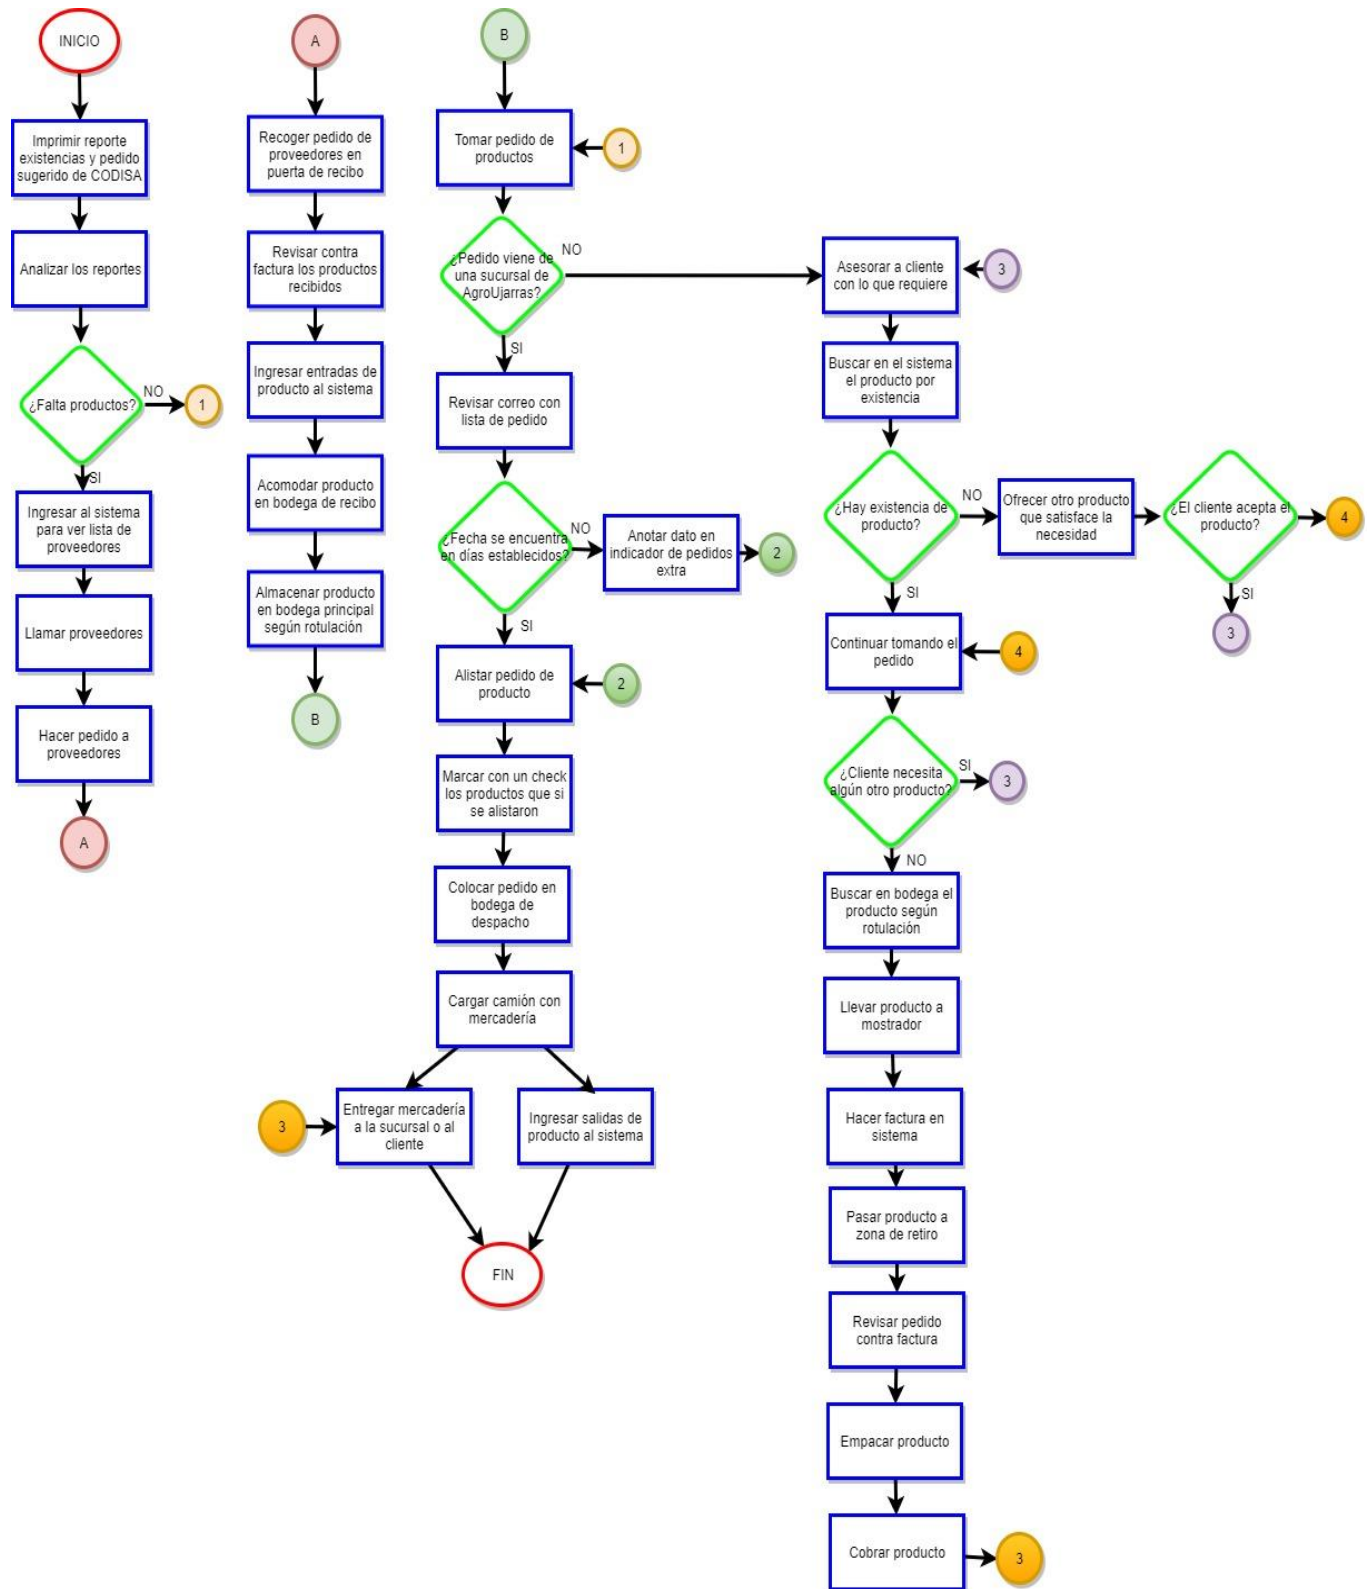 INICIO
Imprimir reporte
existencias y pedido
sugerido de CODISA
Analizar los reportes
¿Falta productos?
NO
1
SI
Ingresar al sistema
para ver lista de
proveedores
Llamar proveedores
Hacer pedido a
proveedores
A
A
Recoger pedido de
proveedores en
puerta de recibo
Revisar contra
factura los productos
recibidos
Ingresar entradas de
producto al sistema
Acomodar producto
en bodega de recibo
Almacenar producto
en bodega principal
según rotulación
B
B
Tomar pedido de
productos
1
¿Pedido viene de
una sucursal de
AgroUjarras?
NO
SI
Revisar correo con
lista de pedido
¿Fecha se encuentra
en días establecidos?
NO
Anotar dato en
indicador de pedidos
extra
2
SI
Alistar pedido de
producto
2
Marcar con un check
los productos que si
se alistaron
Colocar pedido en
bodega de
despacho
Cargar camión con
mercadería
3
Entregar mercadería
a la sucursal o al
cliente
Ingresar salidas de
producto al sistema
FIN
Asesorar a cliente
con lo que requiere
3
Buscar en el sistema
el producto por
existencia
¿Hay existencia de
producto?
NO
Ofrecer otro producto
que satisface la
necesidad
¿El cliente acepta el
producto?
4
SI
3
SI
Continuar tomando el
pedido
4
¿Cliente necesita
algún otro producto?
SI
3
NO
Buscar en bodega el
producto según
rotulación
Llevar producto a
mostrador
Hacer factura en
sistema
Pasar producto a
zona de retiro
Revisar pedido
contra factura
Empacar producto
Cobrar producto
3